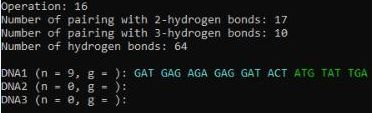 Operation: 16
Number of pairing with 2-hydrogen bonds: 17
Number of pairing with 3-hydrogen bonds: 10
Number of hydrogen bonds: 64
DNA1 (n = 9, g = ): GAT GAG AGA GAG GAT ACT ATG TAT TGA
DNA2 (n = 0, g = ):
DNA3 (n = 0, g = ):